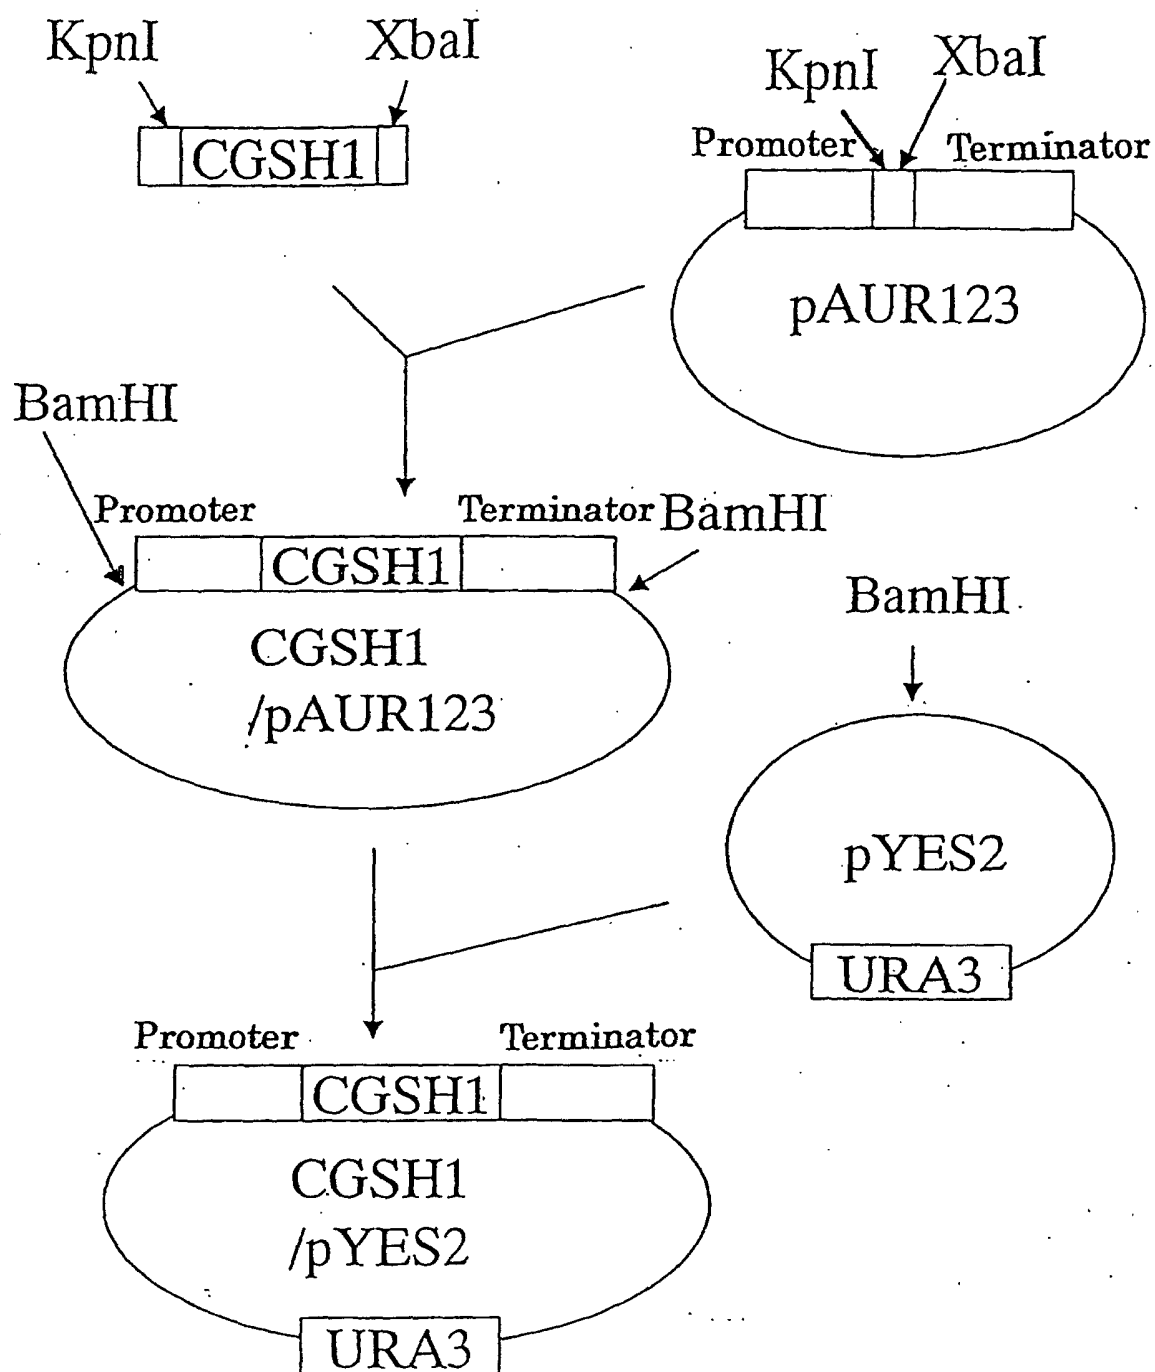 KpnI
XbaI
CGSH1
KpnI
XbaI
Promoter
Terminator
pAUR123
BamHI
Promoter
Terminator
BamHI
CGSH1
CGSH1
/pAUR123
BamHI
pYES2
URA3
Promoter
Terminator
CGSH1
CGSH1
/pYES2
URA3